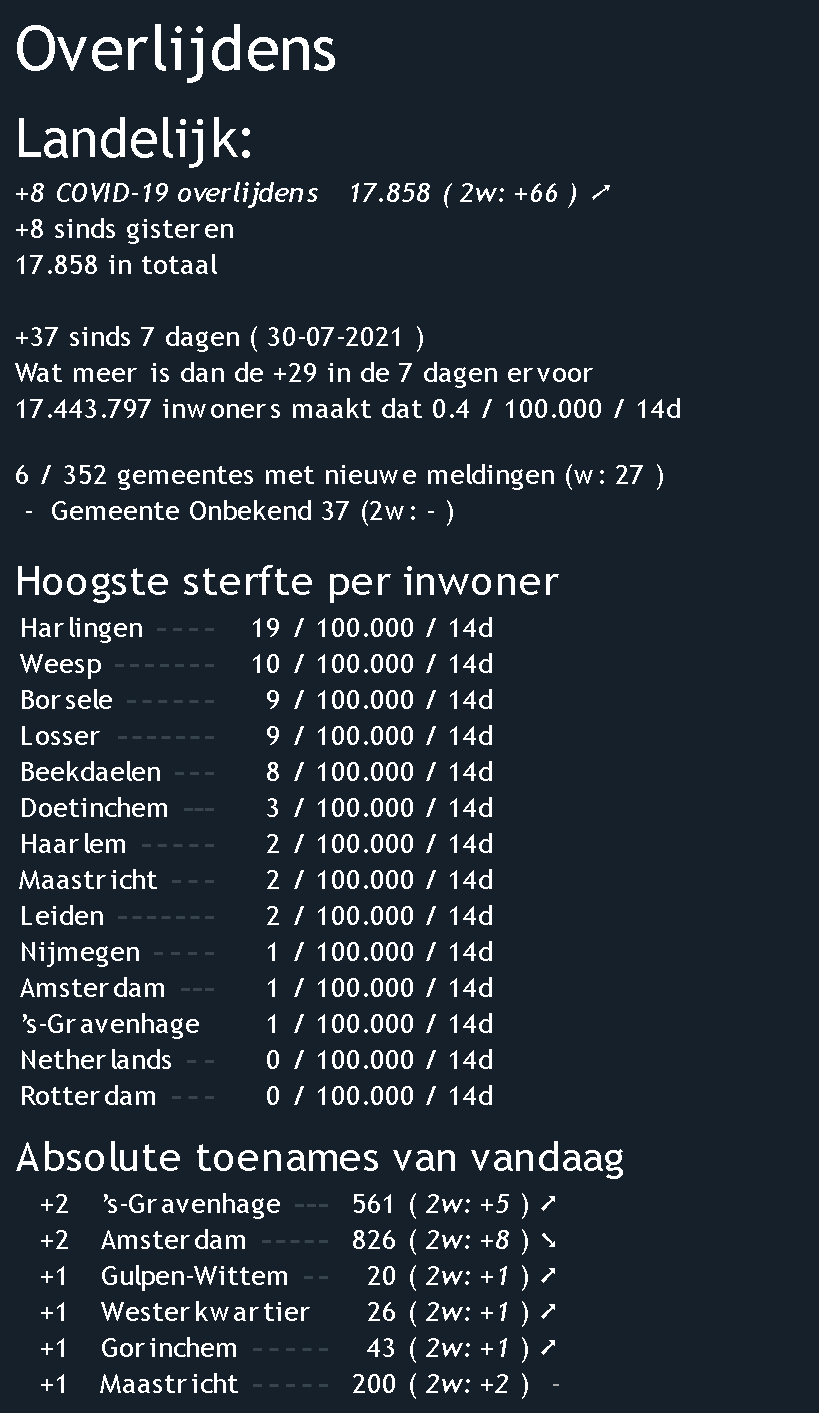 Overlijdens
Landelijk:
+8 COVID-19 overlijdens 17.858 ( 2w: +66 ) ➚
+8 sinds gisteren
17.858 in totaal
+37 sinds 7 dagen ( 30-07-2021 )
Wat meer is dan de +29 in de 7 dagen ervoor
17.443.797 inwoners maakt dat 0.4 / 100.000 / 14d
6 / 352 gemeentes met nieuwe meldingen (w: 27 )
- Gemeente Onbekend 37 (2w: - )
Hoogste sterfte per inwoner
Harlingen ---- 19 / 100.000 / 14d
Weesp ------- 10 / 100.000 / 14d
Borsele ------ 9 / 100.000 / 14d
Losser ------- 9 / 100.000 / 14d
Beekdaelen --- 8 / 100.000 / 14d
Doetinchem --- 3 / 100.000 / 14d
Haarlem ----- 2 / 100.000 / 14d
Maastricht --- 2 / 100.000 / 14d
Leiden ------- 2 / 100.000 / 14d
Nijmegen ---- 1 / 100.000 / 14d
Amsterdam --- 1 / 100.000 / 14d
’s-Gravenhage 1 / 100.000 / 14d
Netherlands -- 0 / 100.000 / 14d
Rotterdam --- 0 / 100.000 / 14d
Absolute toenames van vandaag
+2 ’s-Gravenhage --- 561 ( 2w: +5 ) ➚
+2 Amsterdam ----- 826 ( 2w: +8 ) ➘
+1 Gulpen-Wittem -- 20 ( 2w: +1 ) ➚
+1 Westerkwartier 26 ( 2w: +1 ) ➚
+1 Gorinchem ----- 43 ( 2w: +1 ) ➚
+1 Maastricht ----- 200 ( 2w: +2 ) -